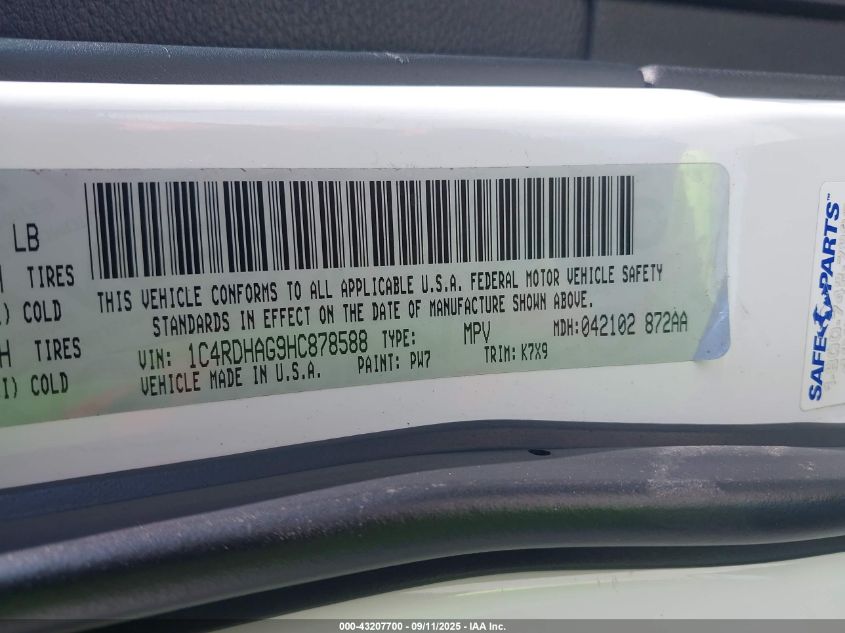 LB
TIRES
COLD
TIRES
I) COLD
THIS VEHICLE CONFORMS TO ALL APPLICABLE U.S.A. FEDERAL MOTOR VEHICLE SAFETY
STANDARDS IN EFFECT ON THE DATE OF MANUFACTURE SHOWN ABOVE.
VIN: 1C4RDHAG9HC878588 TYPE: MPV MDH:042102 872AA
VEHICLE MADE IN U.S.A. PAINT: PW7 TRIM: K7X9
SAFE PARTS™
000-43207700 - 09/11/2025 - IAA Inc.